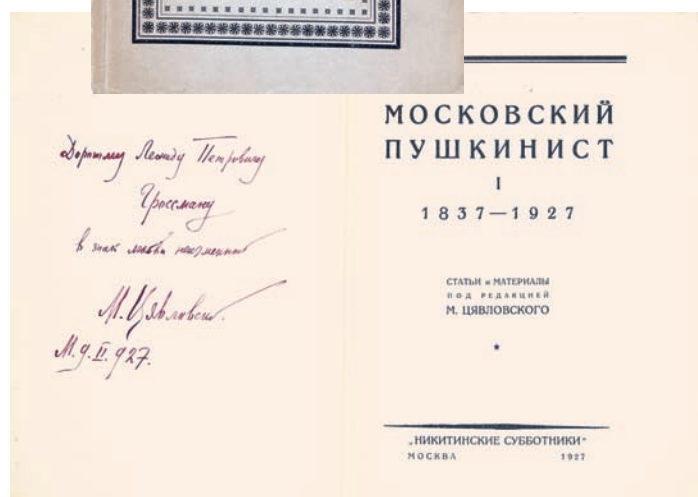 Дорогому Леониду Петровичу
Гроссману
в знак любви неизменной
М. Цявловский.
М. 9. II. 927.
МОСКОВСКИЙ
ПУШКИНИСТ
I
1837—1927
СТАТЬИ и МАТЕРИАЛЫ
ПОД РЕДАКЦИЕЙ
М. ЦЯВЛОВСКОГО
„НИКИТИНСКИЕ СУББОТНИКИ“
МОСКВА 1927